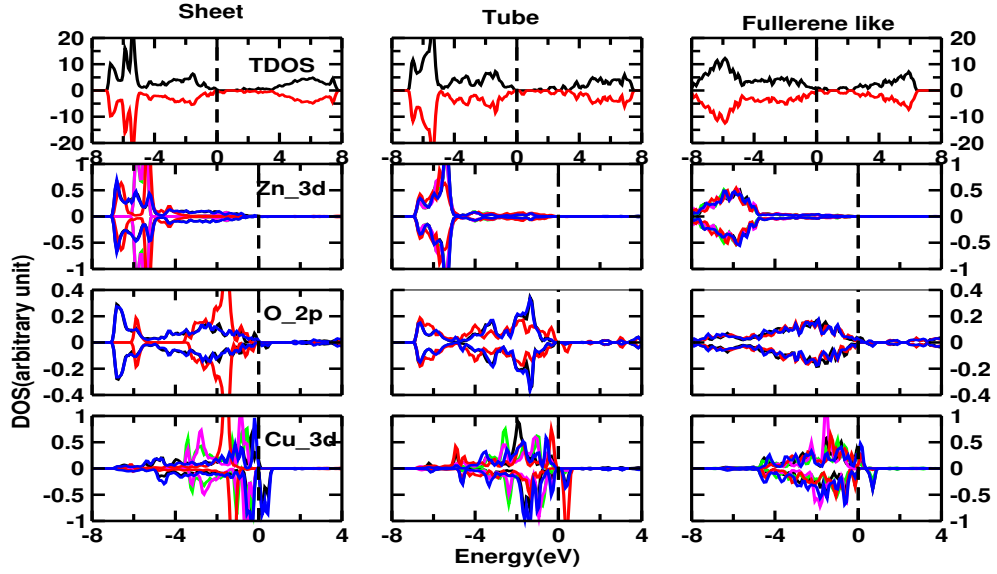 Sheet Tube Fullerene like
20 20
10 TDOS 10
0 0
-10 -10
-20 -20
-8 -4 0 4 8 -8 -4 0 4 8 -8 -4 0 4 8
1 1
0.5 Zn_3d 0.5
0 0
-0.5 -0.5
-1 -1
0.4 0.4
0.2 O_2p 0.2
0 0
-0.2 -0.2
-0.4 -0.4
1 1
0.5 Cu_3d 0.5
0 0
-0.5 -0.5
-1 -1
-8 -4 0 4 -8 -4 0 4 -8 -4 0 4
Energy(eV)
DOS(arbitrary unit)